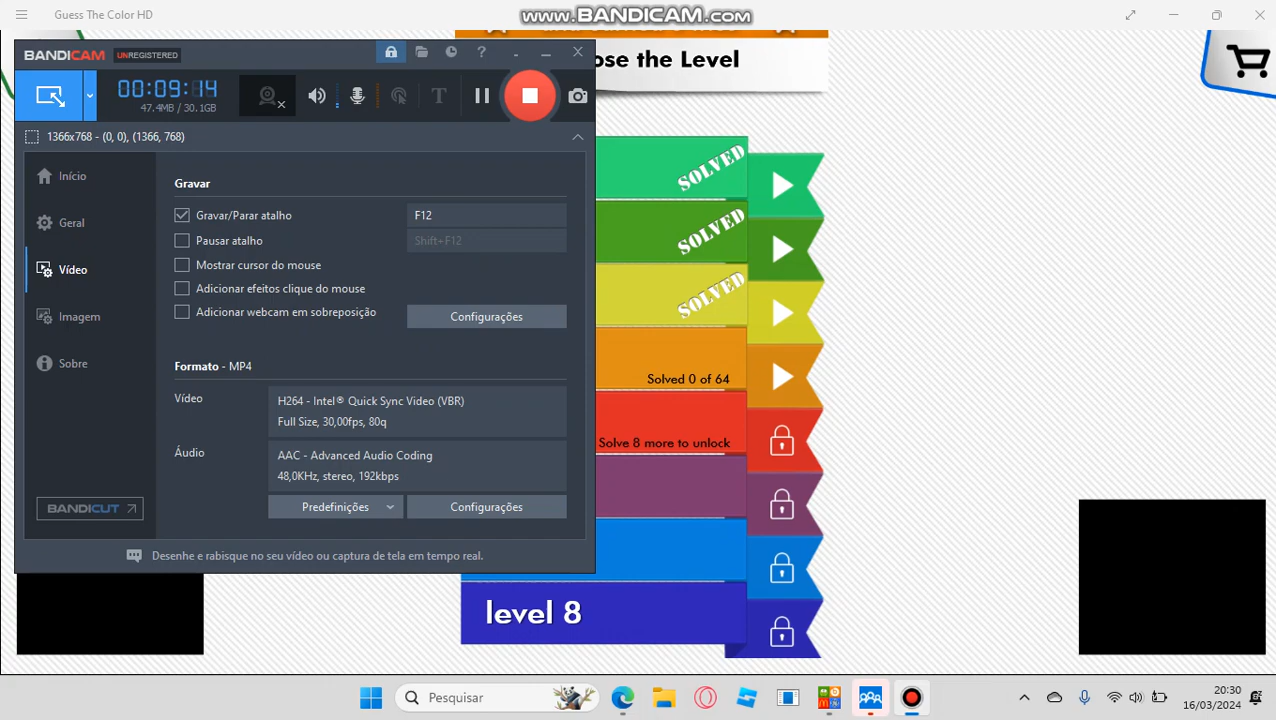 Guess The Color HD
www.BANDICAM.com
BANDICAM UNREGISTERED
ose the Level
00:09:14
47.4MB / 30.1GB
1366x768 - (0, 0), (1366, 768)
Início
Geral
Vídeo
Imagem
Sobre
BANDICUT
Gravar
Gravar/Parar atalho F12
Pausar atalho Shift+F12
Mostrar cursor do mouse
Adicionar efeitos clique do mouse
Adicionar webcam em sobreposição Configurações
Formato - MP4
Vídeo
H264 - Intel® Quick Sync Video (VBR)
Full Size, 30,00fps, 80q
Áudio
AAC - Advanced Audio Coding
48,0KHz, stereo, 192kbps
Predefinições Configurações
Desenhe e rabisque no seu vídeo ou captura de tela em tempo real.
SOLVED
SOLVED
SOLVED
Solved 0 of 64
Solve 8 more to unlock
level 8
Pesquisar
20:30
16/03/2024